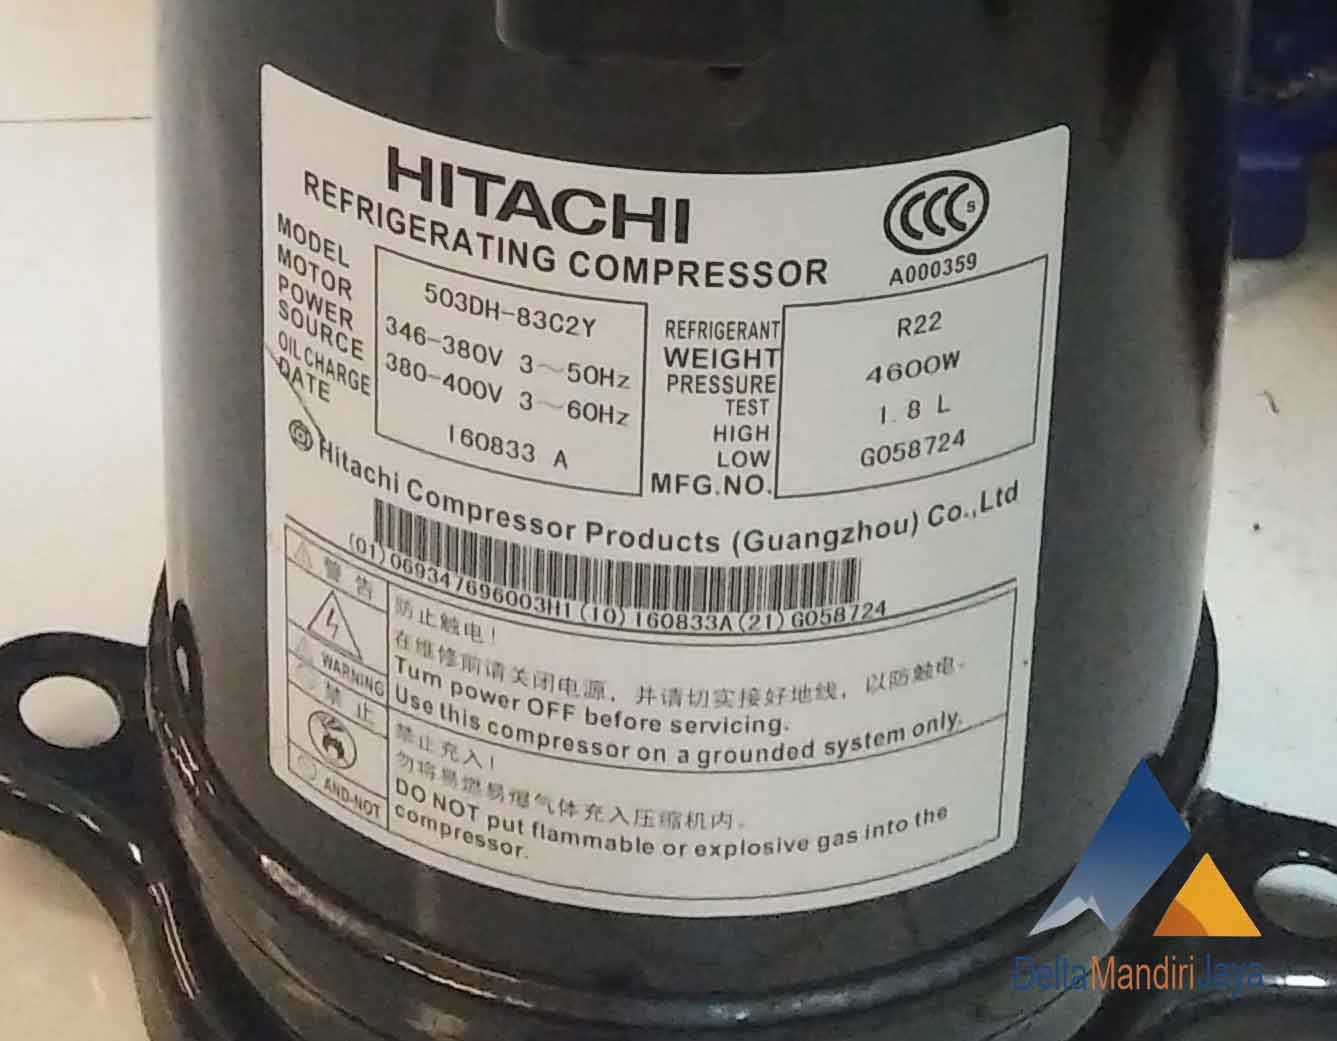 HITACHI
REFRIGERATING COMPRESSOR
CCC S
A000359
MODEL
MOTOR
POWER
SOURCE
OIL CHARGE
DATE
503DH-83C2Y
346-380V 3~50Hz
380-400V 3~60Hz
160833 A
REFRIGERANT
WEIGHT
PRESSURE
TEST
HIGH
LOW
MFG.NO.
R22
4600W
1.8 L
G058724
Hitachi Compressor Products (Guangzhou) Co.,Ltd
(01)069347696003H1(10)160833A(21)G058724
警告
WARNING
防止触电!
在维修前请关闭电源，并请切实接好地线，以防触电。
Turn power OFF before servicing.
Use this compressor on a grounded system only.
禁止
AND-NOT
禁止充入!
勿将易燃易爆气体充入压缩机内。
DO NOT put flammable or explosive gas into the
compressor.
DeltaMandiriJaya